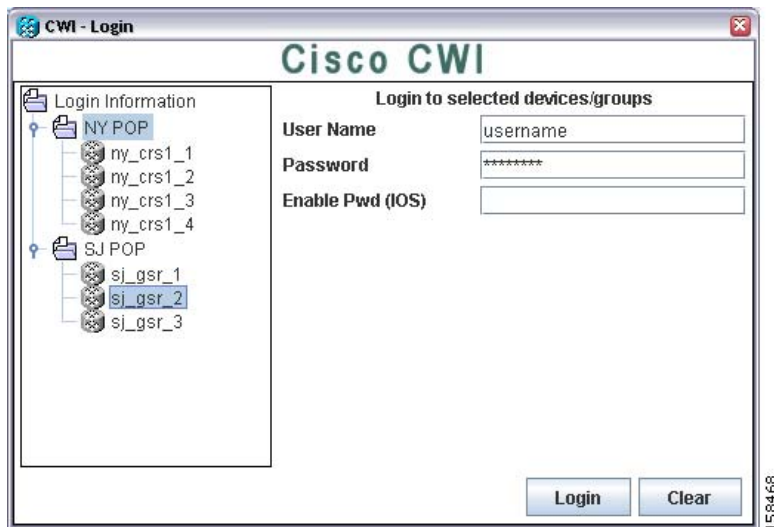 CWI - Login
Cisco CWI
Login Information
NY POP
ny_crs1_1
ny_crs1_2
ny_crs1_3
ny_crs1_4
SJ POP
sj_gsr_1
sj_gsr_2
sj_gsr_3
Login to selected devices/groups
User Name
username
Password
********
Enable Pwd (IOS)
Login
Clear
58468